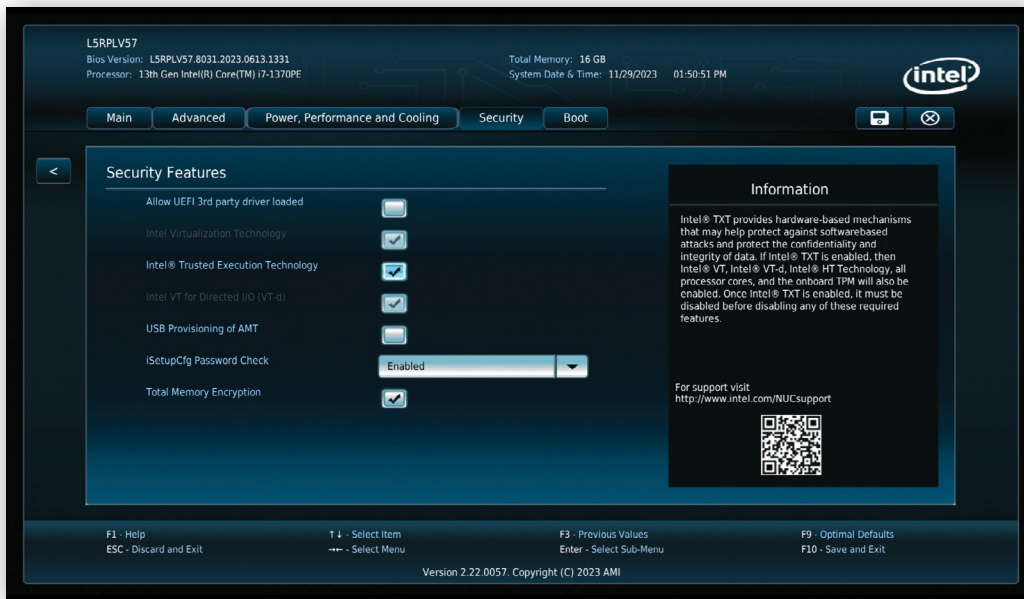 L5RPLV57
Bios Version: L5RPLV57.8031.2023.0613.1331
Processor: 13th Gen Intel(R) Core(TM) i7-1370PE
Total Memory: 16 GB
System Date & Time: 11/29/2023 01:50:51 PM
intel
Main Advanced Power, Performance and Cooling Security Boot
<
Security Features
Allow UEFI 3rd party driver loaded
Intel Virtualization Technology
Intel® Trusted Execution Technology
Intel VT for Directed I/O (VT-d)
USB Provisioning of AMT
iSetupCfg Password Check Enabled
Total Memory Encryption
Information
Intel® TXT provides hardware-based mechanisms
that may help protect against softwarebased
attacks and protect the confidentiality and
integrity of data. If Intel® TXT is enabled, then
Intel® VT, Intel® VT-d, Intel® HT Technology, all
processor cores, and the onboard TPM will also be
enabled. Once Intel® TXT is enabled, it must be
disabled before disabling any of these required
features.
For support visit
http://www.intel.com/NUCsupport
F1 - Help ↑↓ - Select Item F3 - Previous Values F9 - Optimal Defaults
ESC - Discard and Exit →← - Select Menu Enter - Select Sub-Menu F10 - Save and Exit
Version 2.22.0057. Copyright (C) 2023 AMI